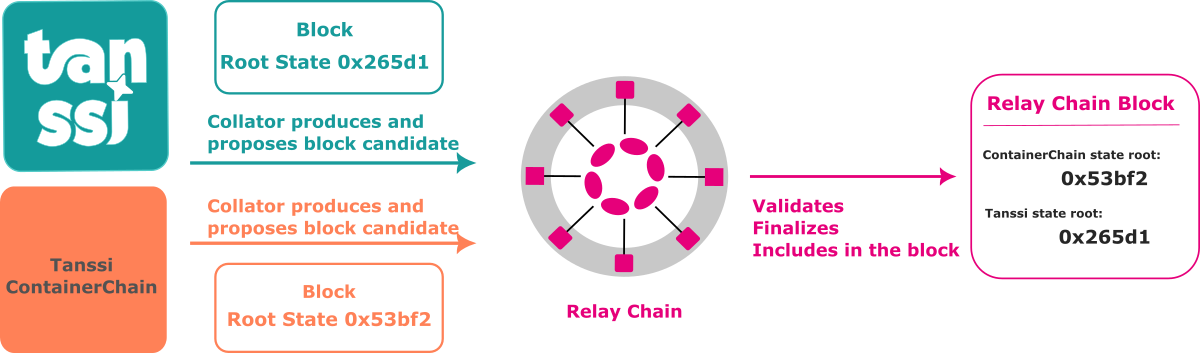 tan
ssi
Block
Root State 0x265d1
Collator produces and
proposes block candidate
Collator produces and
proposes block candidate
Tanssi
ContainerChain
Block
Root State 0x53bf2
Relay Chain
Validates
Finalizes
Includes in the block
Relay Chain Block
ContainerChain state root:
0x53bf2
Tanssi state root:
0x265d1